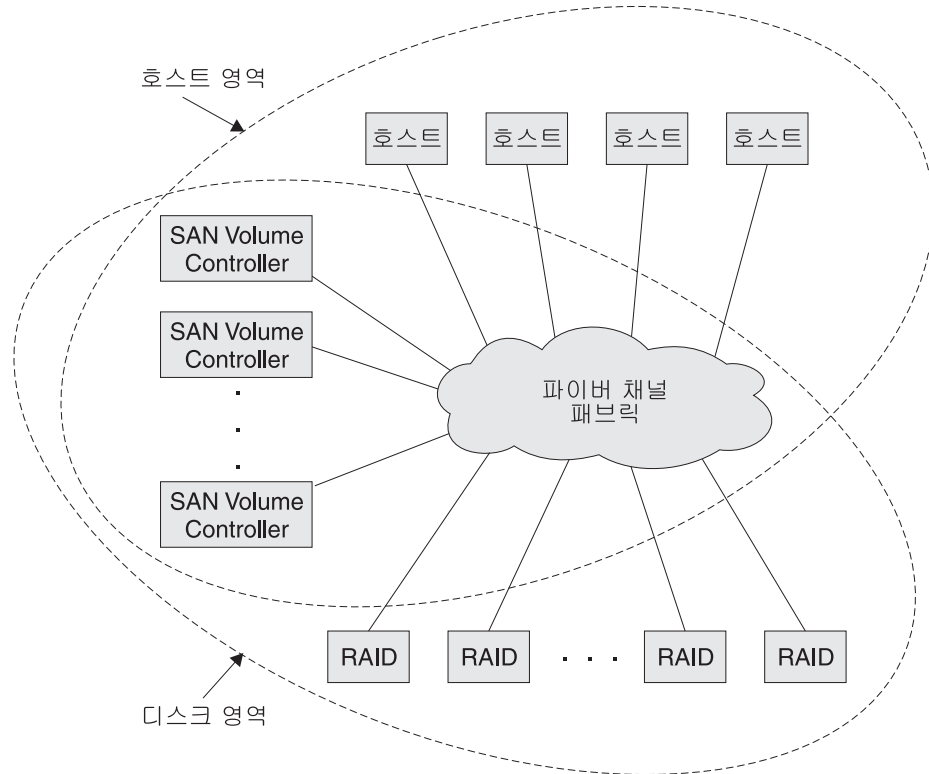 호스트 영역
호스트
호스트
호스트
호스트
SAN Volume
Controller
SAN Volume
Controller
파이버 채널
패브릭
SAN Volume
Controller
RAID
RAID
RAID
RAID
디스크 영역